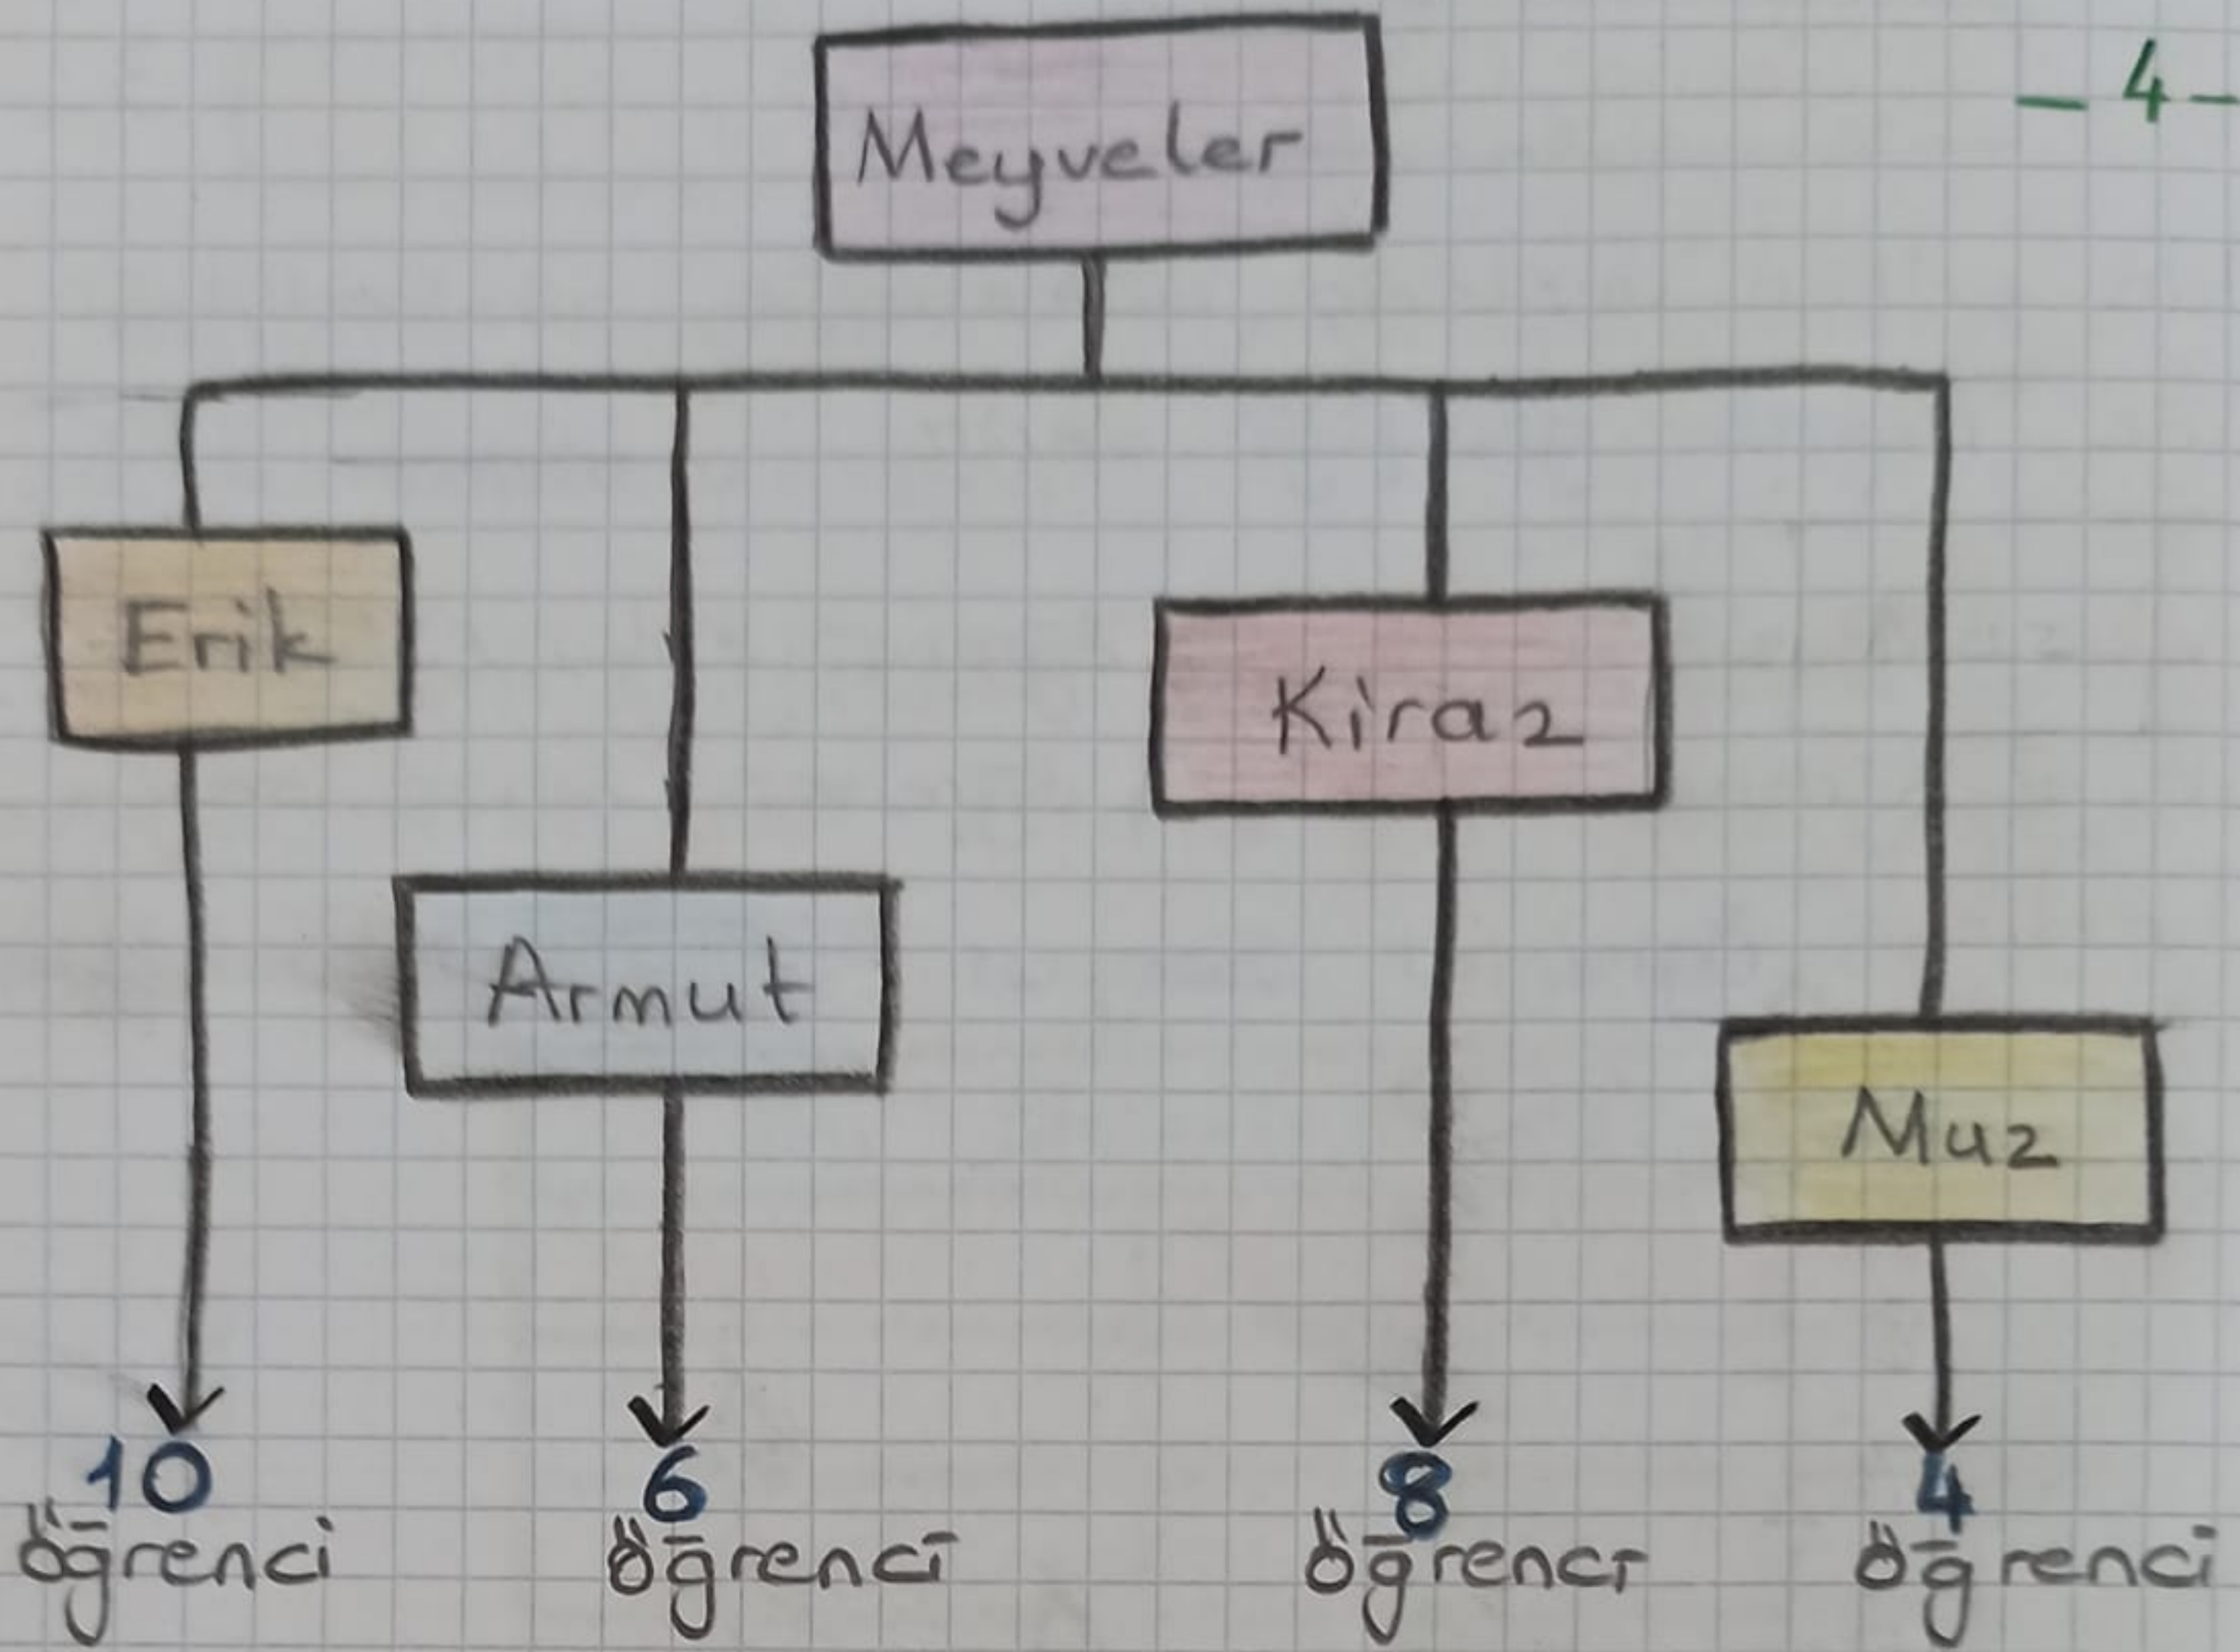 - 4 -
Meyveler
Erik
Kiraz
Armut
Muz
10 6 8 4
öğrenci öğrenci öğrenci öğrenci